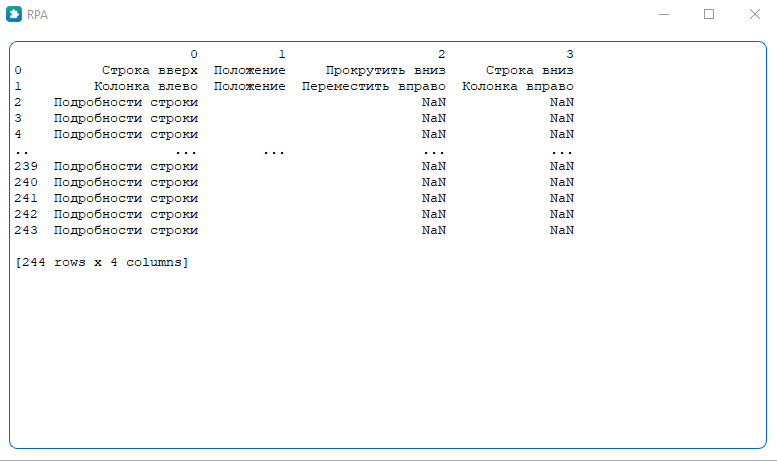 RPA
0 1 2 3
0 Строка вверх Положение Прокрутить вниз Строка вниз
1 Колонка влево Положение Переместить вправо Колонка вправо
2 Подробности строки NaN NaN
3 Подробности строки NaN NaN
4 Подробности строки NaN NaN
.. ... ... ... ...
239 Подробности строки NaN NaN
240 Подробности строки NaN NaN
241 Подробности строки NaN NaN
242 Подробности строки NaN NaN
243 Подробности строки NaN NaN
[244 rows x 4 columns]